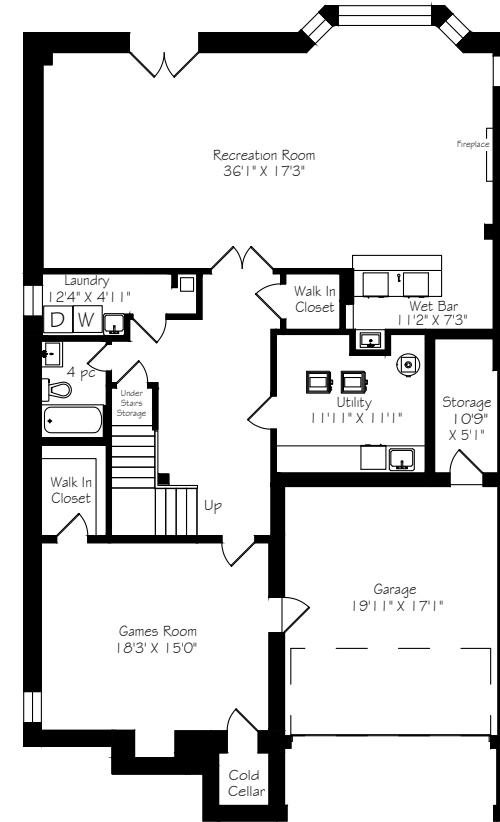 Fireplace
Recreation Room
36'1" X 17'3"
Laundry
12'4" X 4'11"
D W
Walk In
Closet
Wet Bar
11'2" X 7'3"
4 pc
Under
Stairs
Storage
Utility
11'11" X 11'1"
Storage
10'9"
X 5'1"
Walk In
Closet
Up
Garage
19'11" X 17'1"
Games Room
18'3' X 15'0"
Cold
Cellar